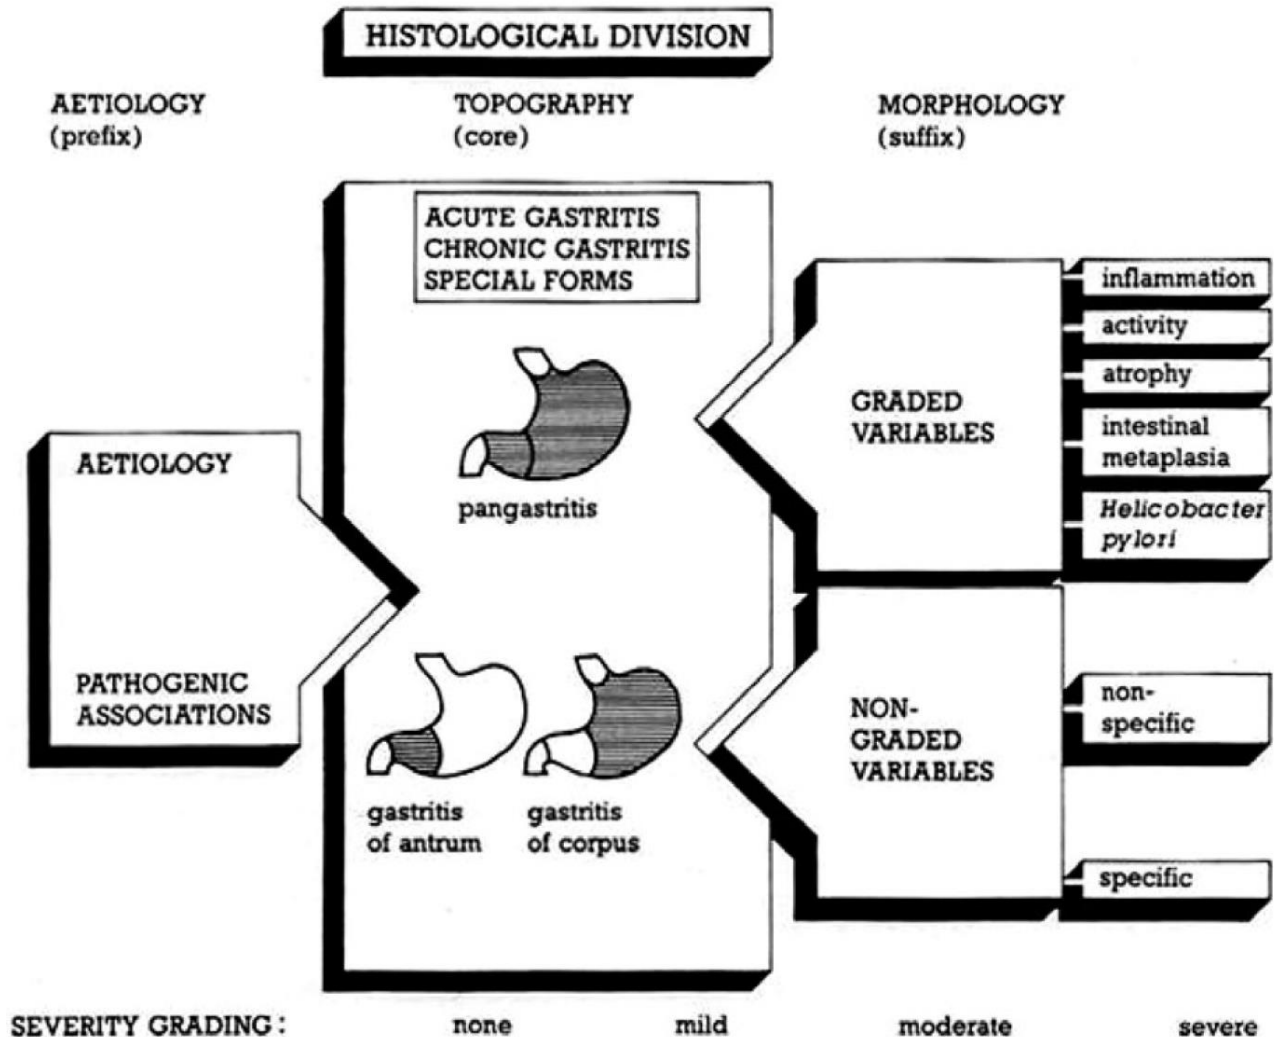 HISTOLOGICAL DIVISION
AETIOLOGY
(prefix)
TOPOGRAPHY
(core)
MORPHOLOGY
(suffix)
ACUTE GASTRITIS
CHRONIC GASTRITIS
SPECIAL FORMS
pangastritis
AETIOLOGY
PATHOGENIC
ASSOCIATIONS
gastritis
of antrum
gastritis
of corpus
GRADED
VARIABLES
inflammation
activity
atrophy
intestinal
metaplasia
Helicobacter
pylori
NON-
GRADED
VARIABLES
non-
specific
specific
SEVERITY GRADING: none mild moderate severe